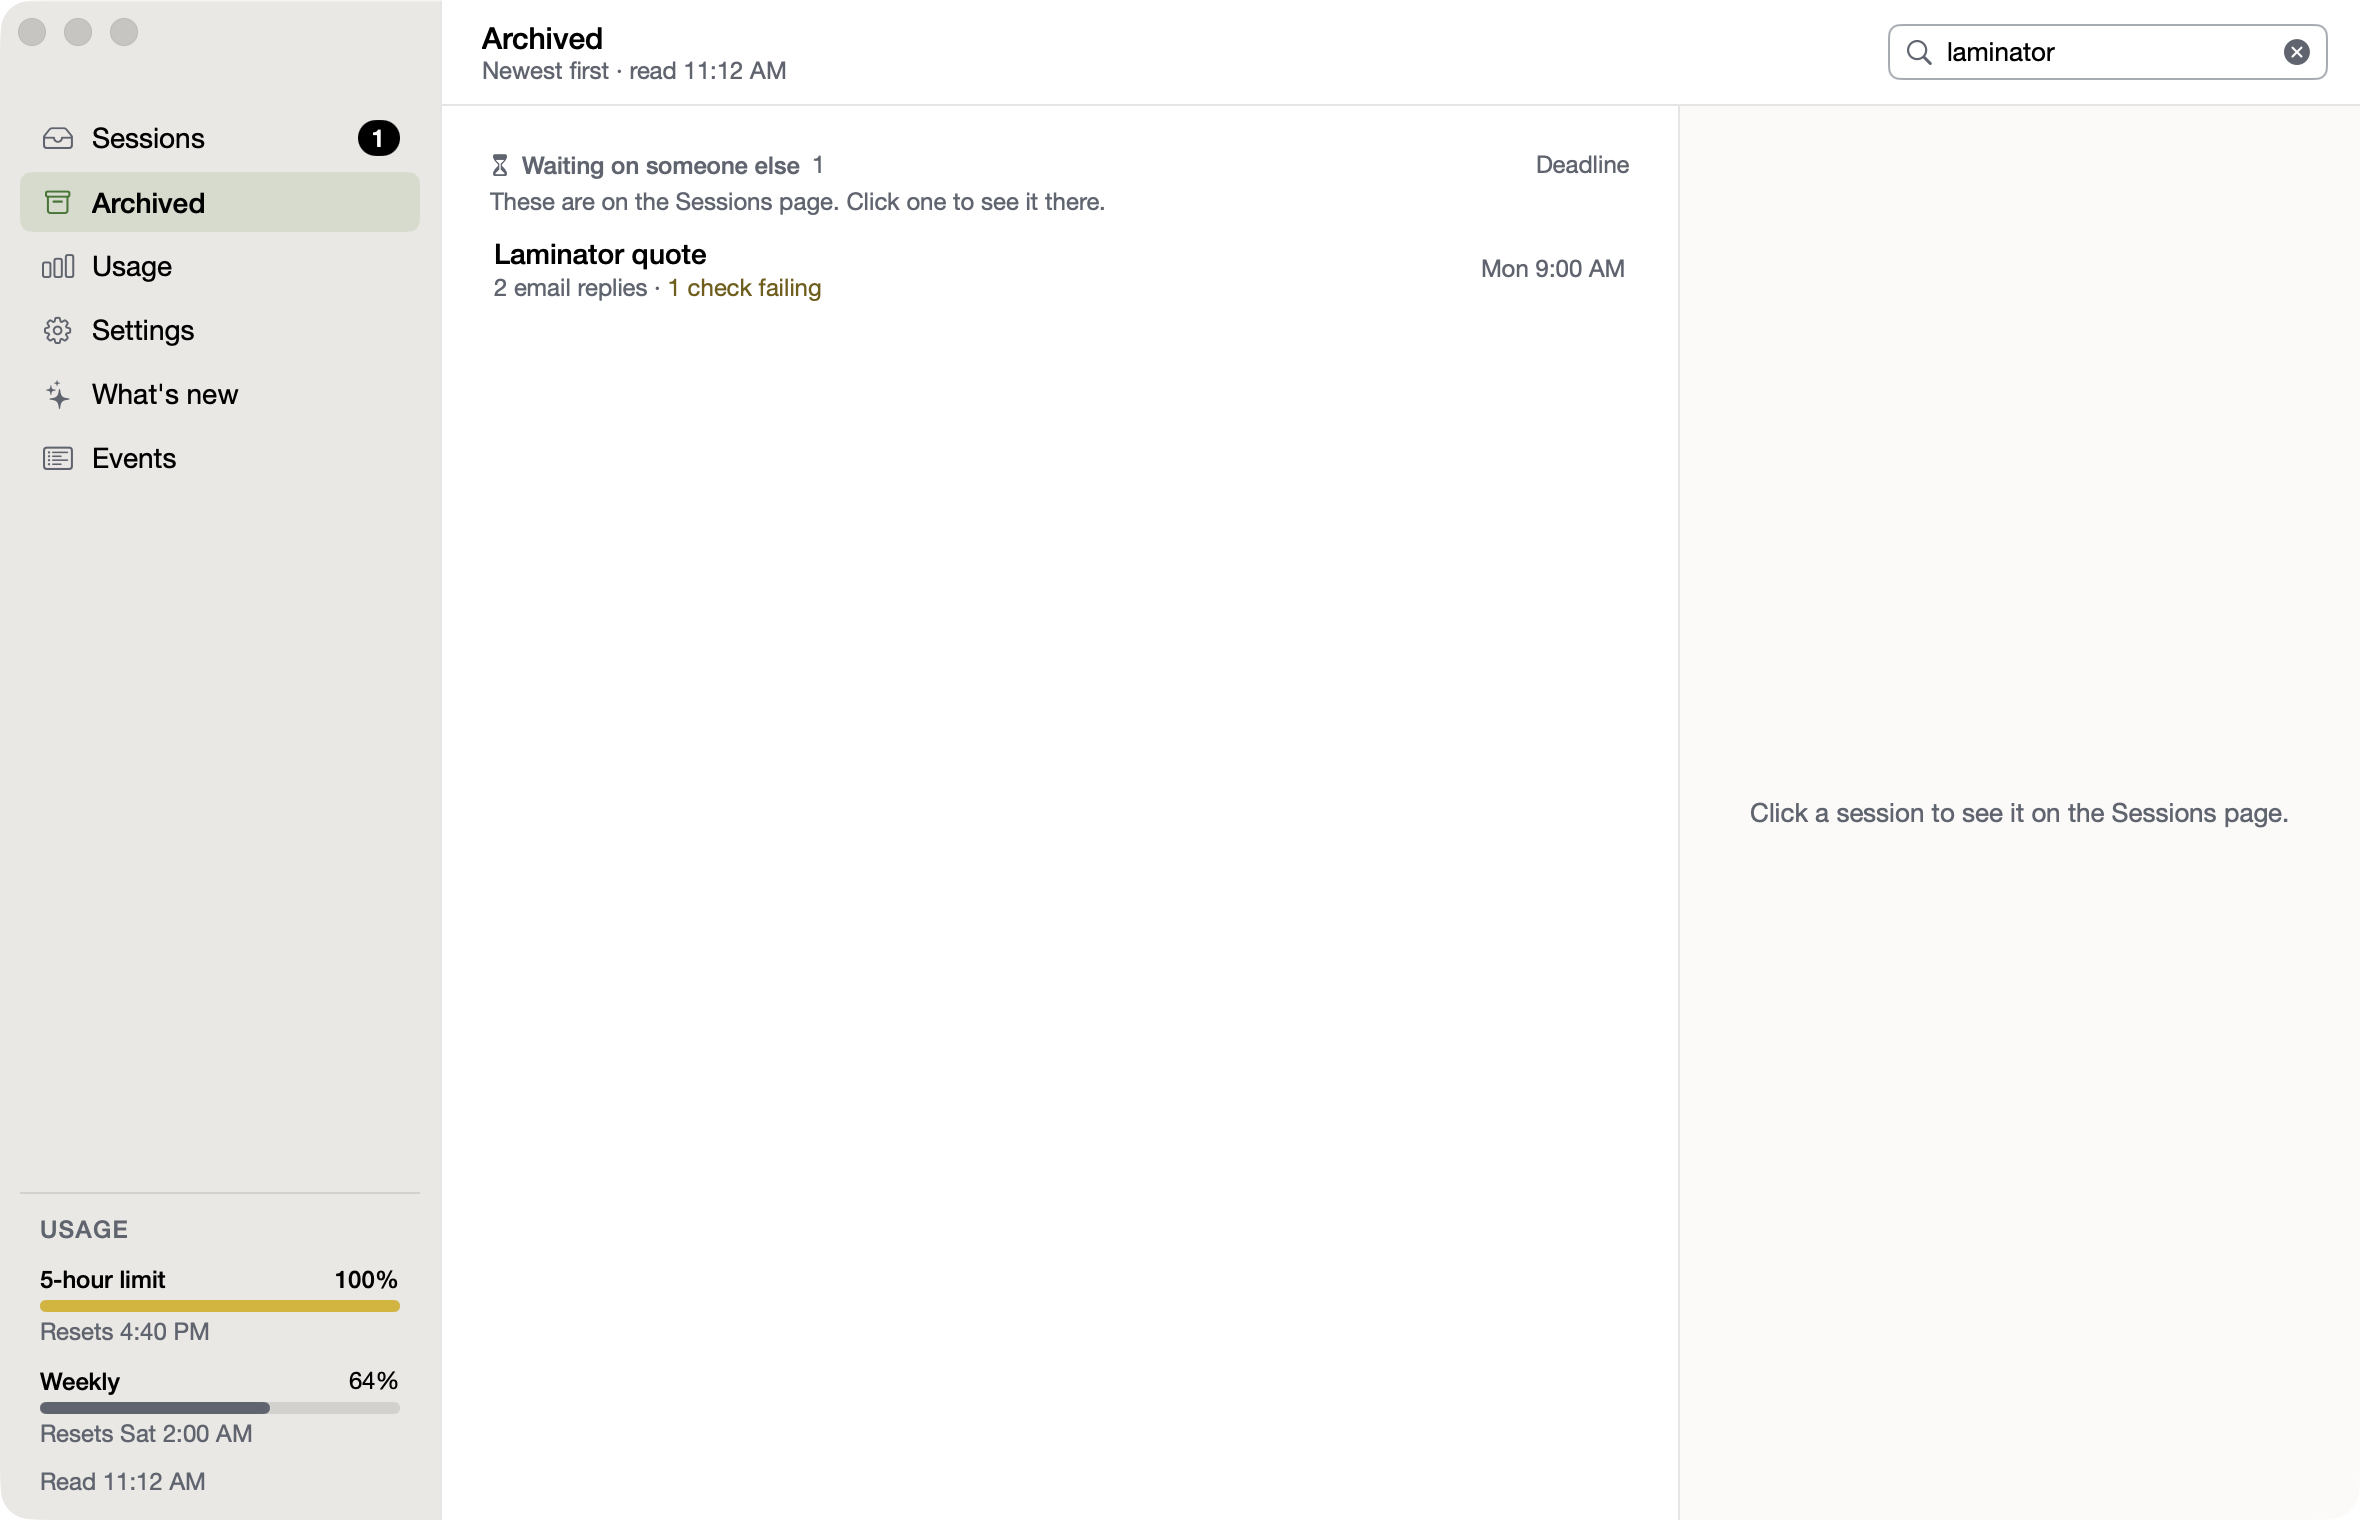 Sessions 1
Archived
Usage
Settings
What's new
Events
USAGE
5-hour limit 100%
Resets 4:40 PM
Weekly 64%
Resets Sat 2:00 AM
Read 11:12 AM
Archived
Newest first · read 11:12 AM
laminator
Waiting on someone else 1 Deadline
These are on the Sessions page. Click one to see it there.
Laminator quote
2 email replies · 1 check failing
Mon 9:00 AM
Click a session to see it on the Sessions page.